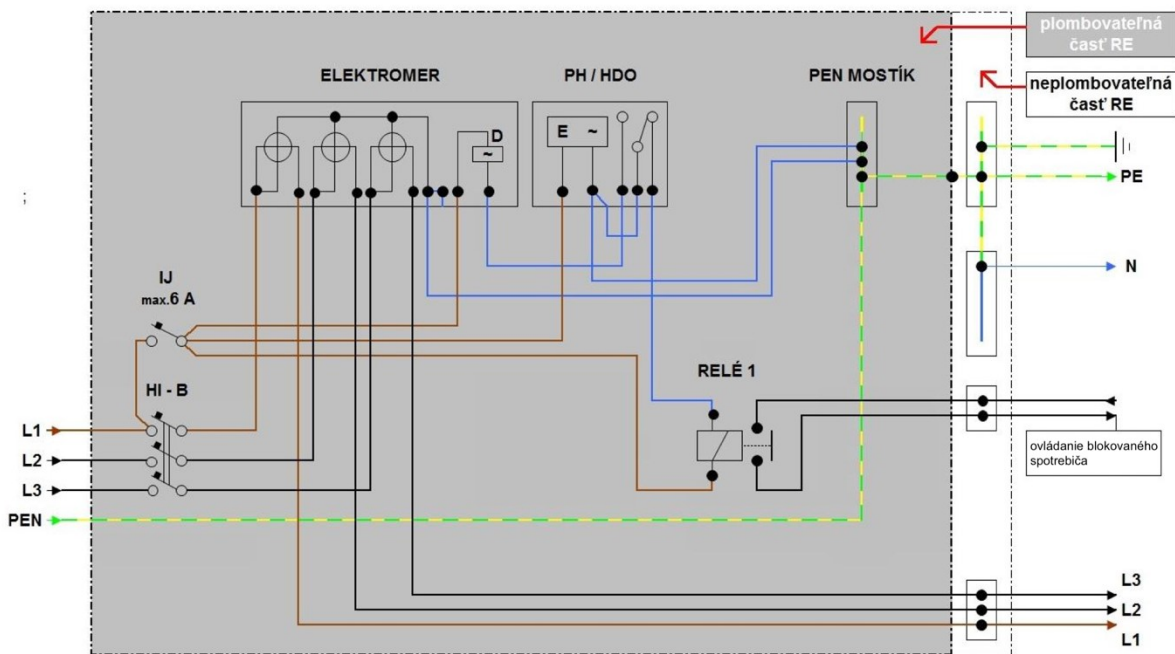 plombovateľná
časť RE
ELEKTROMER
PH / HDO
PEN MOSTÍK
neplombovateľná
časť RE
E ~
D
~
;
PE
N
IJ
max.6 A
HI - B
RELÉ 1
L1
L2
L3
PEN
ovládanie blokovaného
spotrebiča
L3
L2
L1